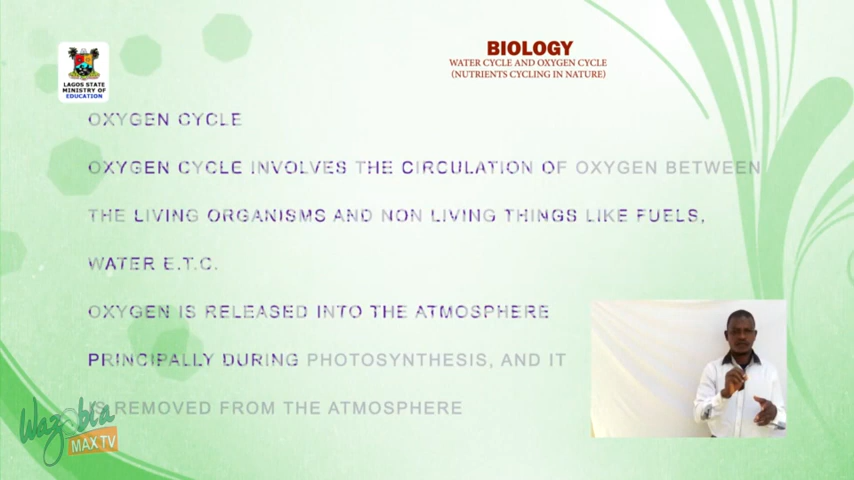 BIOLOGY
WATER CYCLE AND OXYGEN CYCLE
(NUTRIENTS CYCLING IN NATURE)
LAGOS STATE
MINISTRY OF
EDUCATION
OXYGEN CYCLE
OXYGEN CYCLE INVOLVES THE CIRCULATION OF OXYGEN BETWEEN
THE LIVING ORGANISMS AND NON LIVING THINGS LIKE FUELS,
WATER E.T.C.
OXYGEN IS RELEASED INTO THE ATMOSPHERE
PRINCIPALLY DURING PHOTOSYNTHESIS, AND IT
IS REMOVED FROM THE ATMOSPHERE
Wazobia
MAX TV